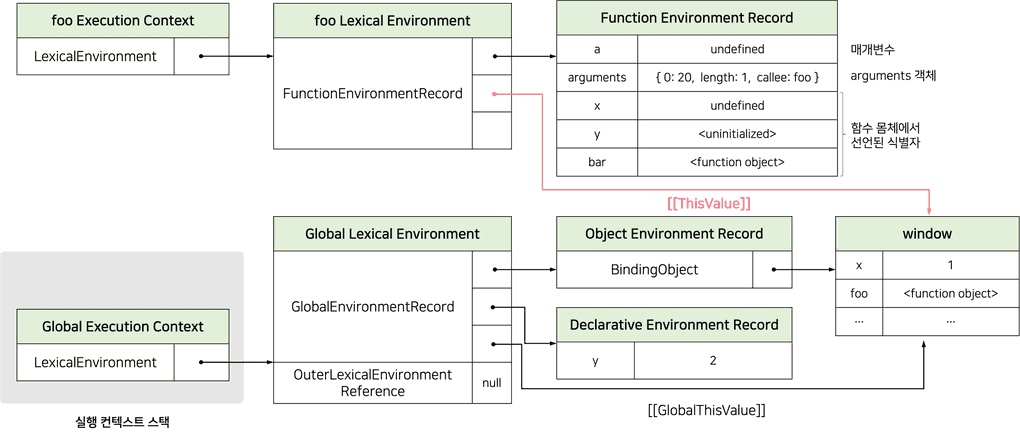 foo Execution Context
LexicalEnvironment
foo Lexical Environment
FunctionEnvironmentRecord
Function Environment Record
a undefined
arguments { 0: 20, length: 1, callee: foo }
x undefined
y <uninitialized>
bar <function object>
매개변수
arguments 객체
함수 몸체에서
선언된 식별자
[[ThisValue]]
Global Execution Context
LexicalEnvironment
실행 컨텍스트 스택
Global Lexical Environment
GlobalEnvironmentRecord
OuterLexicalEnvironment
Reference
null
Object Environment Record
BindingObject
Declarative Environment Record
y 2
window
x 1
foo <function object>
... ...
[[GlobalThisValue]]